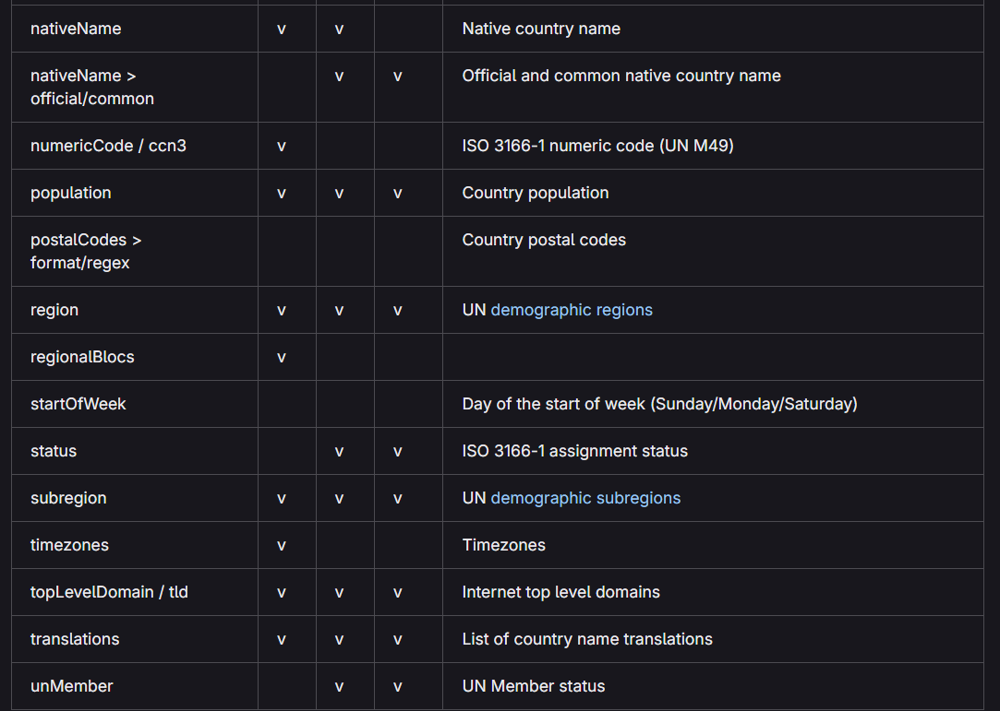 nativeName v v Native country name
nativeName > v v Official and common native country name
official/common
numericCode / ccn3 v ISO 3166-1 numeric code (UN M49)
population v v v Country population
postalCodes > Country postal codes
format/regex
region v v v UN demographic regions
regionalBlocs v
startOfWeek Day of the start of week (Sunday/Monday/Saturday)
status v v ISO 3166-1 assignment status
subregion v v v UN demographic subregions
timezones v Timezones
topLevelDomain / tld v v v Internet top level domains
translations v v v List of country name translations
unMember v v UN Member status